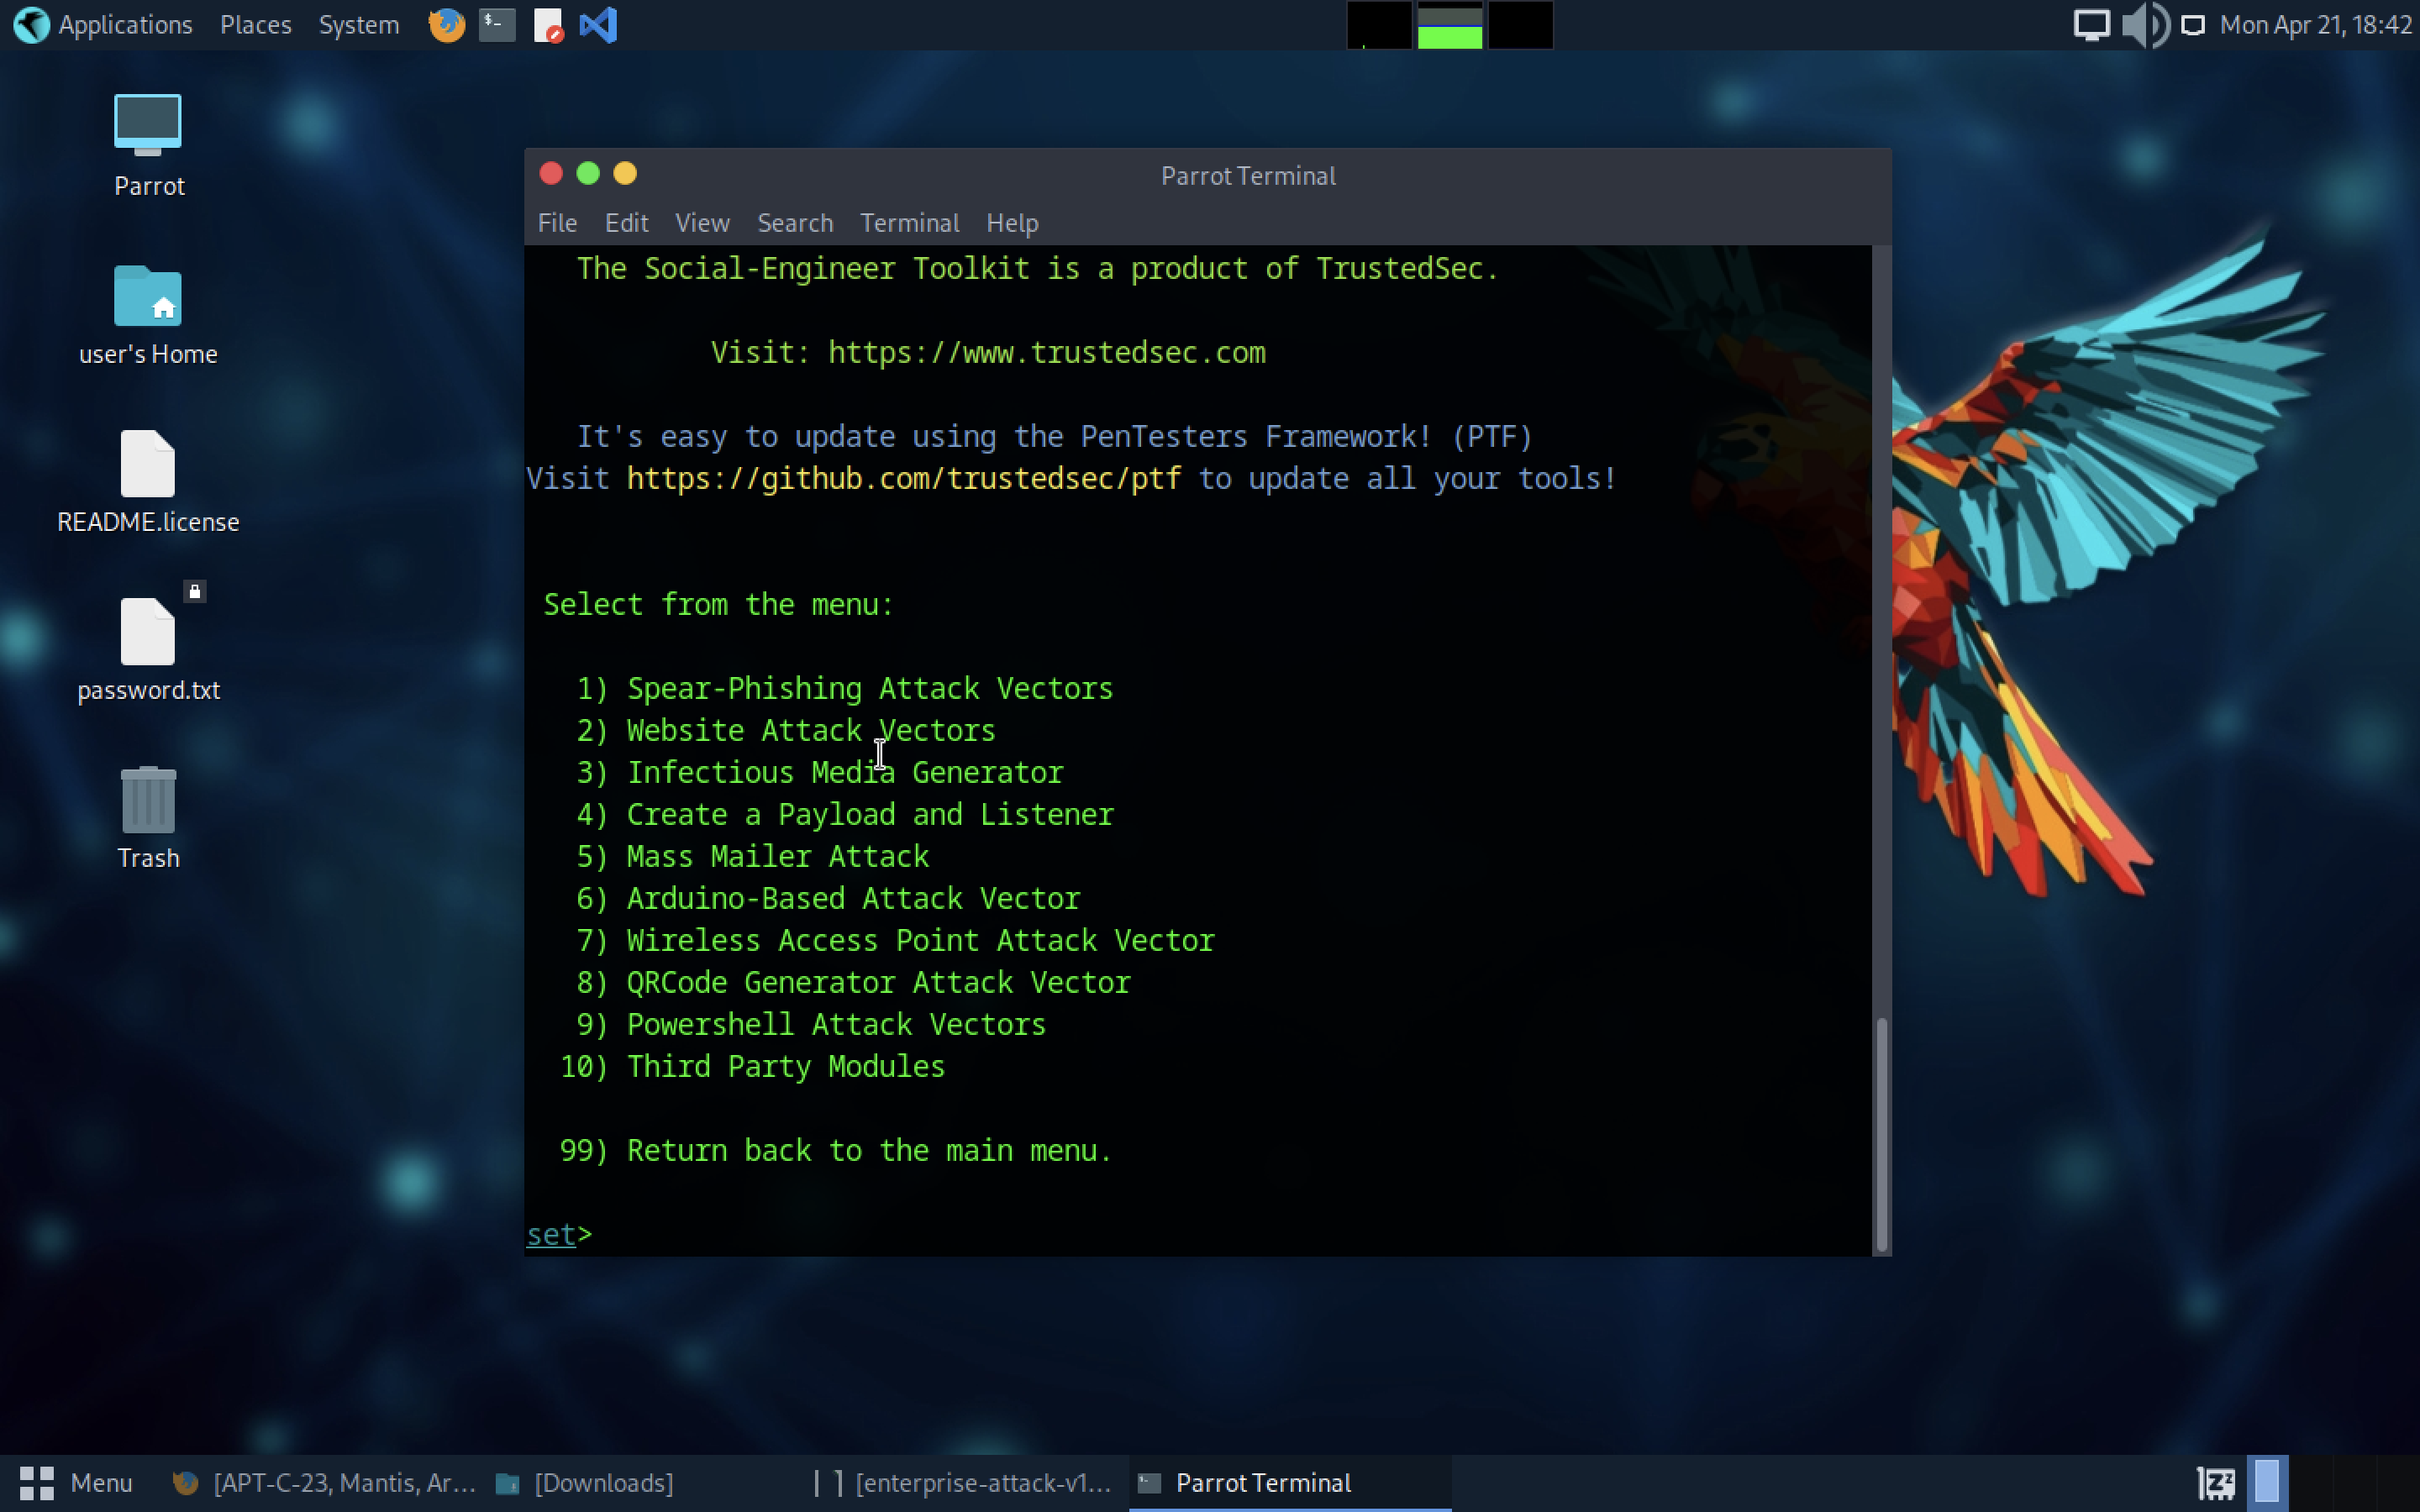 Applications Places System
Mon Apr 21, 18:42
Parrot
user's Home
README.license
password.txt
Trash
Parrot Terminal
File Edit View Search Terminal Help
The Social-Engineer Toolkit is a product of TrustedSec.
Visit: https://www.trustedsec.com
It's easy to update using the PenTesters Framework! (PTF)
Visit https://github.com/trustedsec/ptf to update all your tools!
Select from the menu:
1) Spear-Phishing Attack Vectors
2) Website Attack Vectors
3) Infectious Media Generator
4) Create a Payload and Listener
5) Mass Mailer Attack
6) Arduino-Based Attack Vector
7) Wireless Access Point Attack Vector
8) QRCode Generator Attack Vector
9) Powershell Attack Vectors
10) Third Party Modules
99) Return back to the main menu.
set>
Menu [APT-C-23, Mantis, Ar... [Downloads] [enterprise-attack-v1... Parrot Terminal